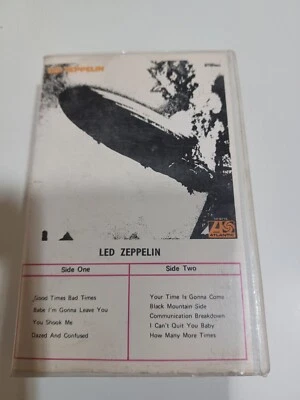 LED ZEPPELIN
ATLANTIC
LED ZEPPELIN
Side One
Good Times Bad Times
Babe I'm Gonna Leave You
You Shook Me
Dazed And Confused
Side Two
Your Time Is Gonna Come
Black Mountain Side
Communication Breakdown
I Can't Quit You Baby
How Many More Times